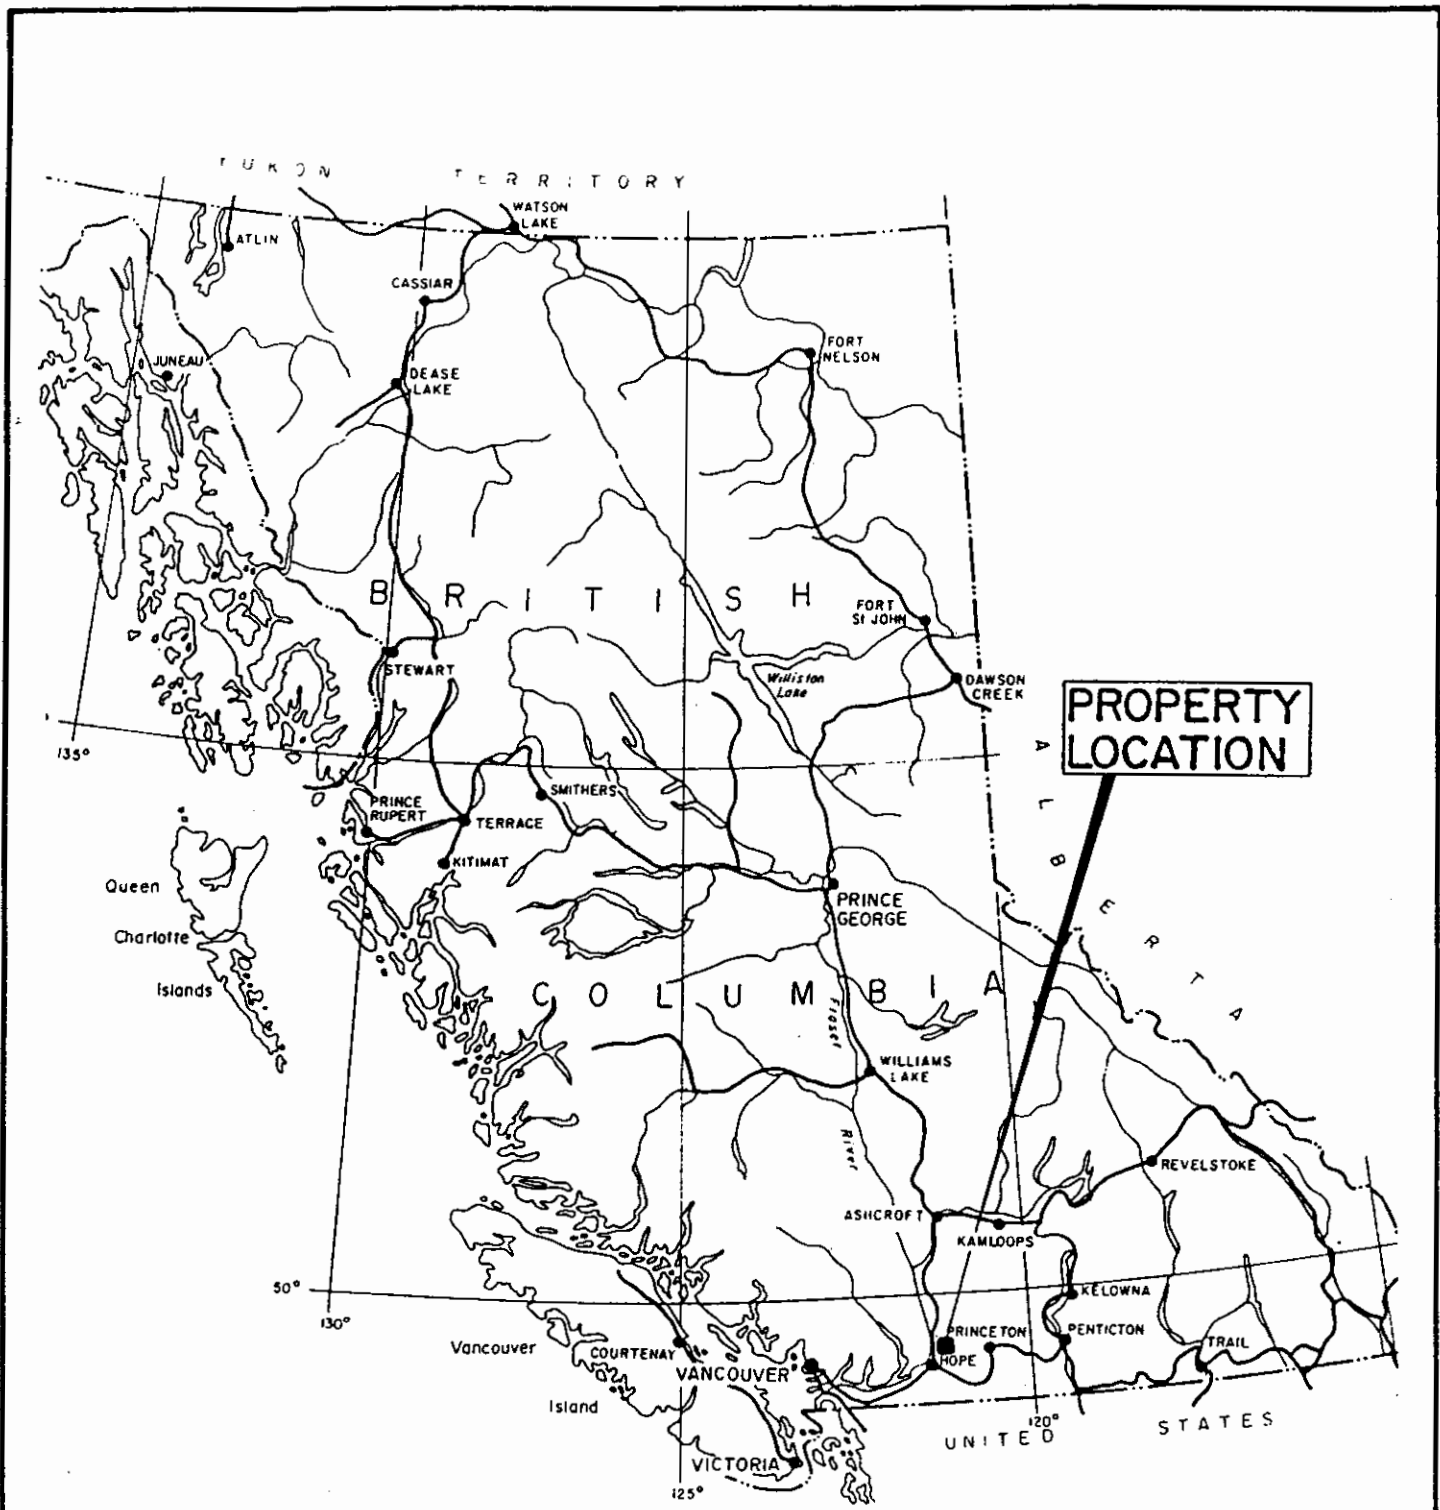 YUKON TERRITORY
WATSON
LAKE
ATLIN
CASSIAR
JUNEAU
DEASE
LAKE
FORT
NELSON
BRITISH
FORT
St JOHN
STEWART
Williston
Lake
DAWSON
CREEK
PROPERTY
LOCATION
135°
ALBERTA
PRINCE
RUPERT
SMITHERS
TERRACE
KITIMAT
Queen
Charlotte
Islands
PRINCE
GEORGE
COLUMBIA
Fraser
River
WILLIAMS
LAKE
REVELSTOKE
ASHCROFT
KAMLOOPS
50°
130°
KELOWNA
Vancouver
Island
COURTENAY
VANCOUVER
PRINCETON
HOPE
PENTICTON
TRAIL
120°
UNITED STATES
VICTORIA
125°